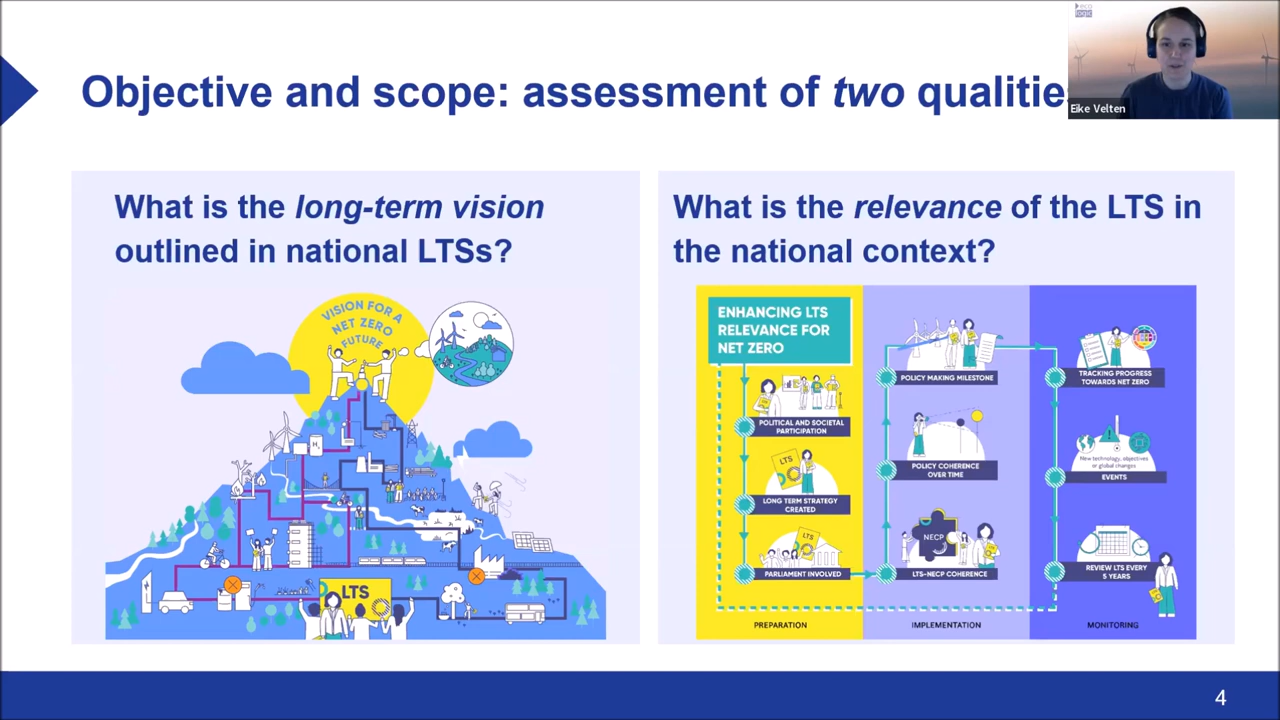 Objective and scope: assessment of two qualitie
eco
LOGIC
Eike Velten
What is the long-term vision
outlined in national LTSs?
VISION FOR A
NET ZERO
FUTURE
H₂
LTS
What is the relevance of the LTS in
the national context?
ENHANCING LTS
RELEVANCE FOR
NET ZERO
POLITICAL AND SOCIETAL
PARTICIPATION
LTS
LONG TERM STRATEGY
CREATED
LTS
PARLIAMENT INVOLVED
PREPARATION
POLICY MAKING MILESTONE
POLICY COHERENCE
OVER TIME
NECP
LTS-NECP COHERENCE
IMPLEMENTATION
TRACKING PROGRESS
TOWARDS NET ZERO
New technology, objectives
or global changes
EVENTS
REVIEW LTS EVERY
5 YEARS
MONITORING
4